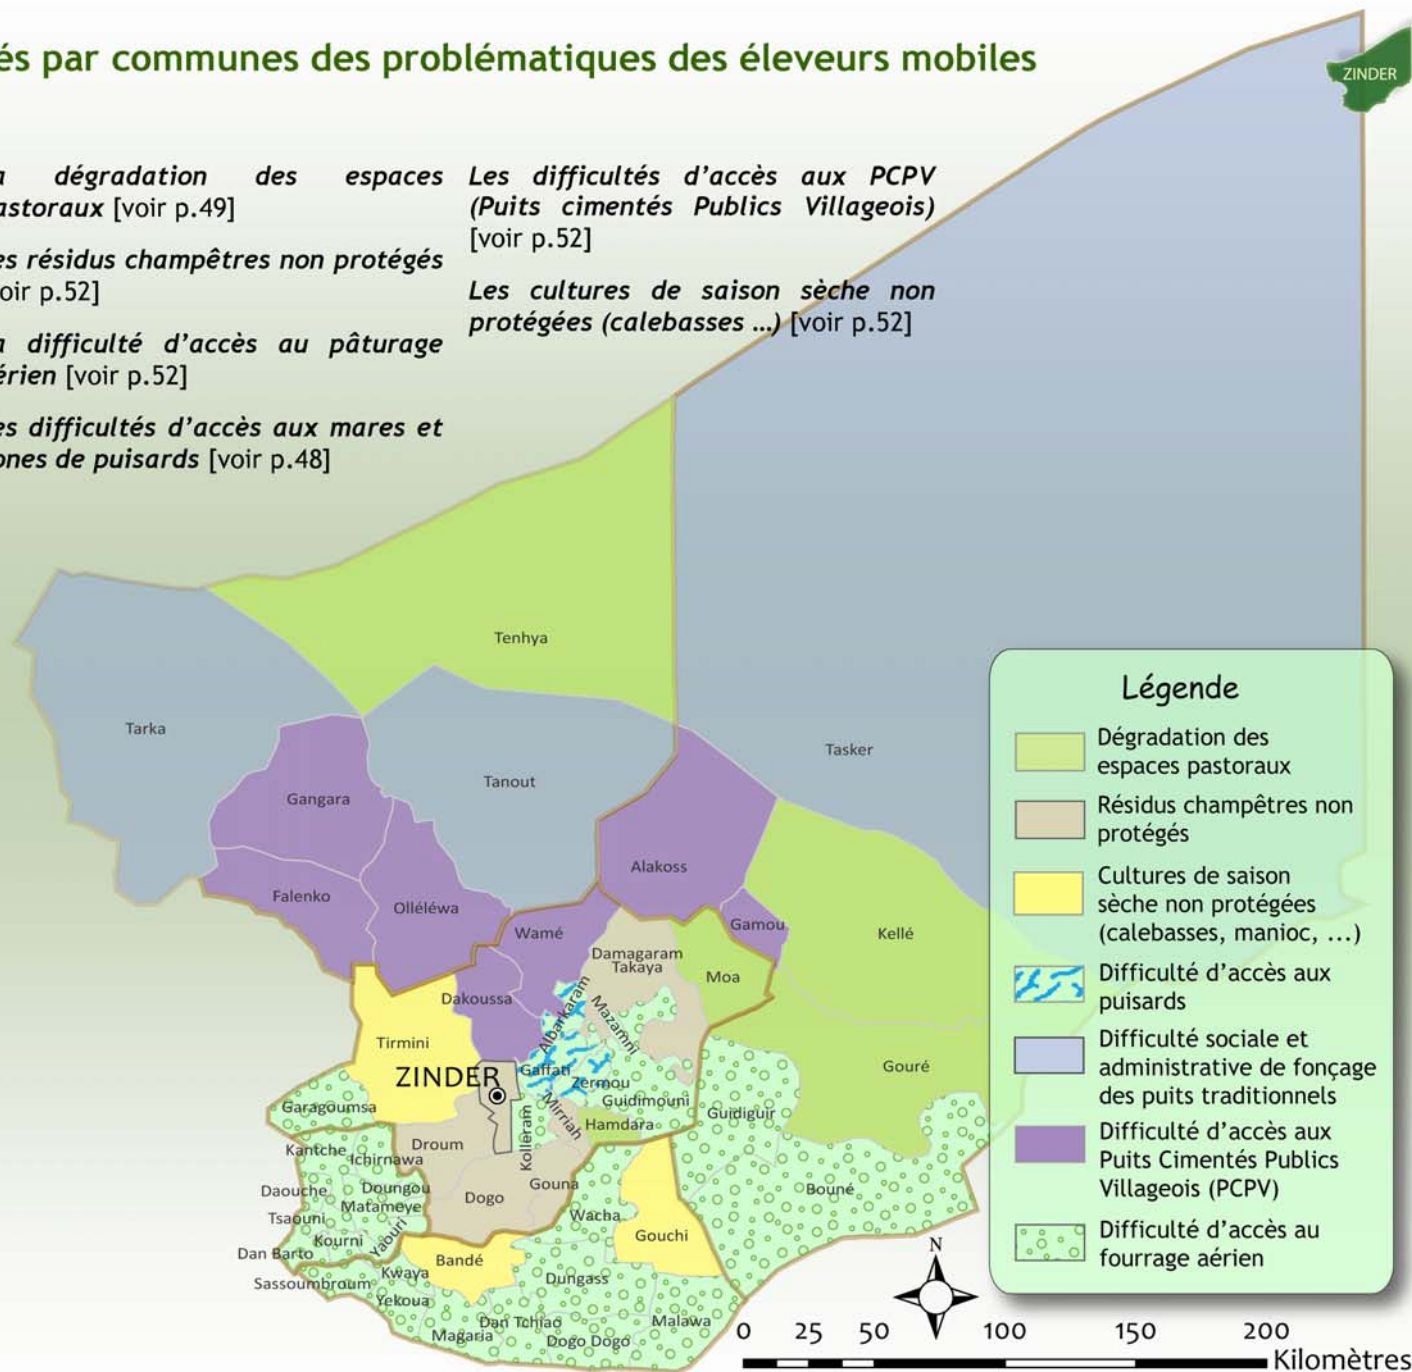 és par communes des problématiques des éleveurs mobiles
ZINDER
a dégradation des espaces
astoraux [voir p.49]
es résidus champêtres non protégés
oir p.52]
a difficulté d'accès au pâturage
érien [voir p.52]
es difficultés d'accès aux mares et
ones de puisards [voir p.48]
Les difficultés d'accès aux PCPV
(Puits cimentés Publics Villageois)
[voir p.52]
Les cultures de saison sèche non
protégées (calebasses ...) [voir p.52]
Tenhya
Tarka
Tanout
Tasker
Gangara
Alakoss
Falenko
Olléléwa
Wamé
Gamou
Kellé
Damagaram
Takaya
Moa
Dakoussa
Albarkaram
Mazamni
Tirmini
ZINDER
Gaffati
Zermou
Gouré
Garagoumsa
Guidimouni
Guidiguir
Mirriah
Hamdara
Kolleram
Droum
Kantche
Ichirnawa
Daouche
Doungou
Matameye
Dogo
Gouna
Bouné
Tsaouni
Kourni
Yaouri
Wacha
Gouchi
Dan Barto
Bandé
Sassoumbroum
Kwaya
Dungass
Yekoua
Magaria
Dan Tchiao
Dogo Dogo
Malawa
Légende
Dégradation des
espaces pastoraux
Résidus champêtres non
protégés
Cultures de saison
sèche non protégées
(calebasses, manioc, ...)
Difficulté d'accès aux
puisards
Difficulté sociale et
administrative de fonçage
des puits traditionnels
Difficulté d'accès aux
Puits Cimentés Publics
Villageois (PCPV)
Difficulté d'accès au
fourrage aérien
N
0 25 50 100 150 200
Kilomètres